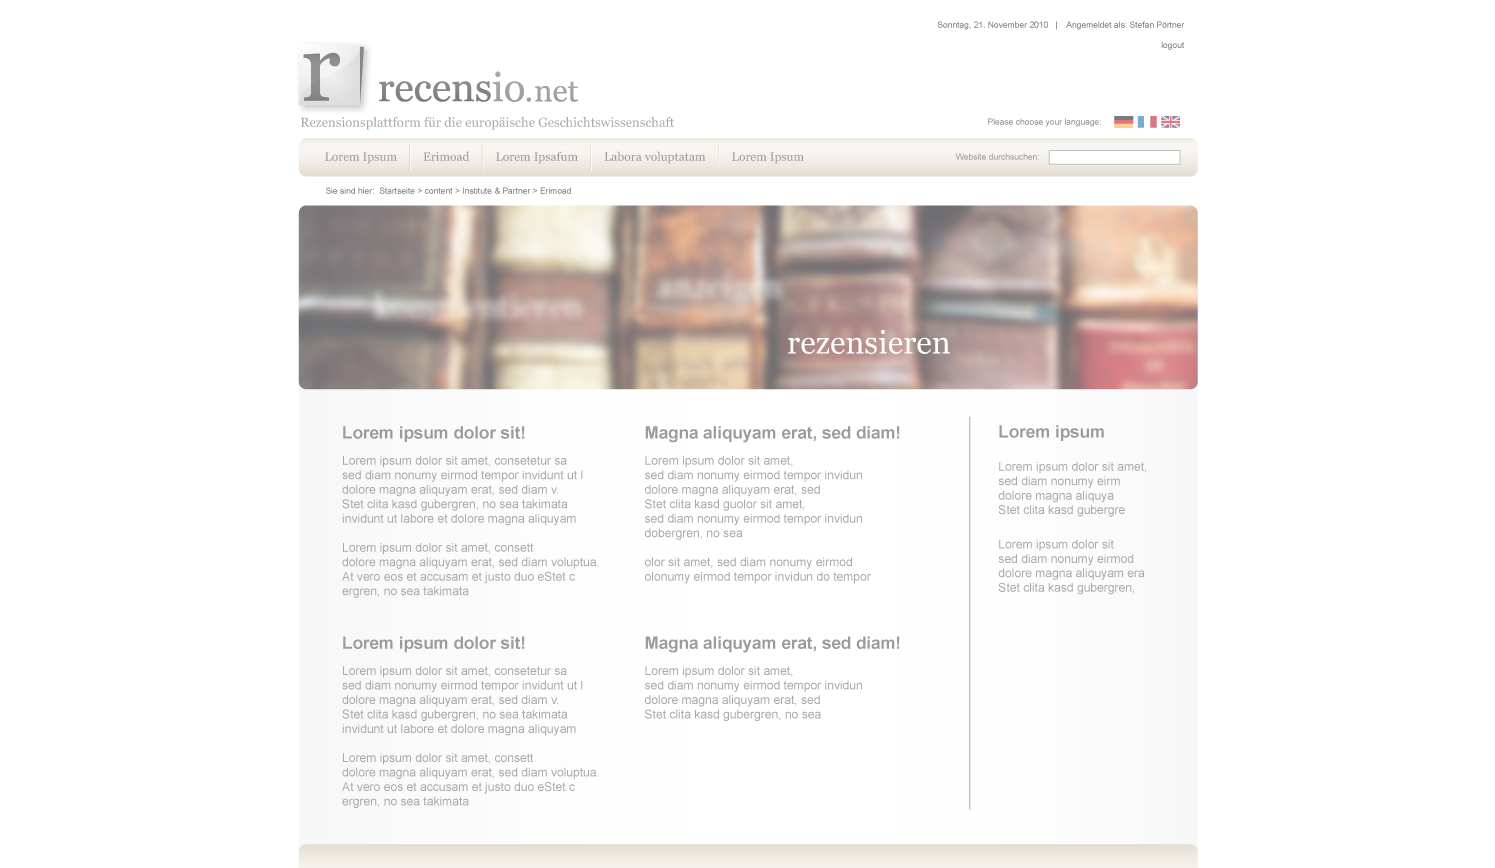 Sonntag, 21. November 2010 | Angemeldet als: Stefan Pörtner
logout
r
recensio.net
Rezensionsplattform für die europäische Geschichtswissenschaft
Please choose your language:
Lorem Ipsum
Erimoad
Lorem Ipsafum
Labora voluptatam
Lorem Ipsum
Website durchsuchen:
Sie sind hier: Startseite > content > Institute & Partner > Erimoad
anzeigen
kommentieren
rezensieren
Lorem ipsum dolor sit!
Lorem ipsum dolor sit amet, consetetur sa
sed diam nonumy eirmod tempor invidunt ut l
dolore magna aliquyam erat, sed diam v.
Stet clita kasd gubergren, no sea takimata
invidunt ut labore et dolore magna aliquyam
Lorem ipsum dolor sit amet, consett
dolore magna aliquyam erat, sed diam voluptua.
At vero eos et accusam et justo duo eStet c
ergren, no sea takimata
Magna aliquyam erat, sed diam!
Lorem ipsum dolor sit amet,
sed diam nonumy eirmod tempor invidun
dolore magna aliquyam erat, sed
Stet clita kasd guolor sit amet,
sed diam nonumy eirmod tempor invidun
dobergren, no sea
olor sit amet, sed diam nonumy eirmod
olonumy eirmod tempor invidun do tempor
Lorem ipsum
Lorem ipsum dolor sit amet,
sed diam nonumy eirm
dolore magna aliquya
Stet clita kasd gubergre
Lorem ipsum dolor sit
sed diam nonumy eirmod
dolore magna aliquyam era
Stet clita kasd gubergren,
Lorem ipsum dolor sit!
Lorem ipsum dolor sit amet, consetetur sa
sed diam nonumy eirmod tempor invidunt ut l
dolore magna aliquyam erat, sed diam v.
Stet clita kasd gubergren, no sea takimata
invidunt ut labore et dolore magna aliquyam
Lorem ipsum dolor sit amet, consett
dolore magna aliquyam erat, sed diam voluptua.
At vero eos et accusam et justo duo eStet c
ergren, no sea takimata
Magna aliquyam erat, sed diam!
Lorem ipsum dolor sit amet,
sed diam nonumy eirmod tempor invidun
dolore magna aliquyam erat, sed
Stet clita kasd gubergren, no sea